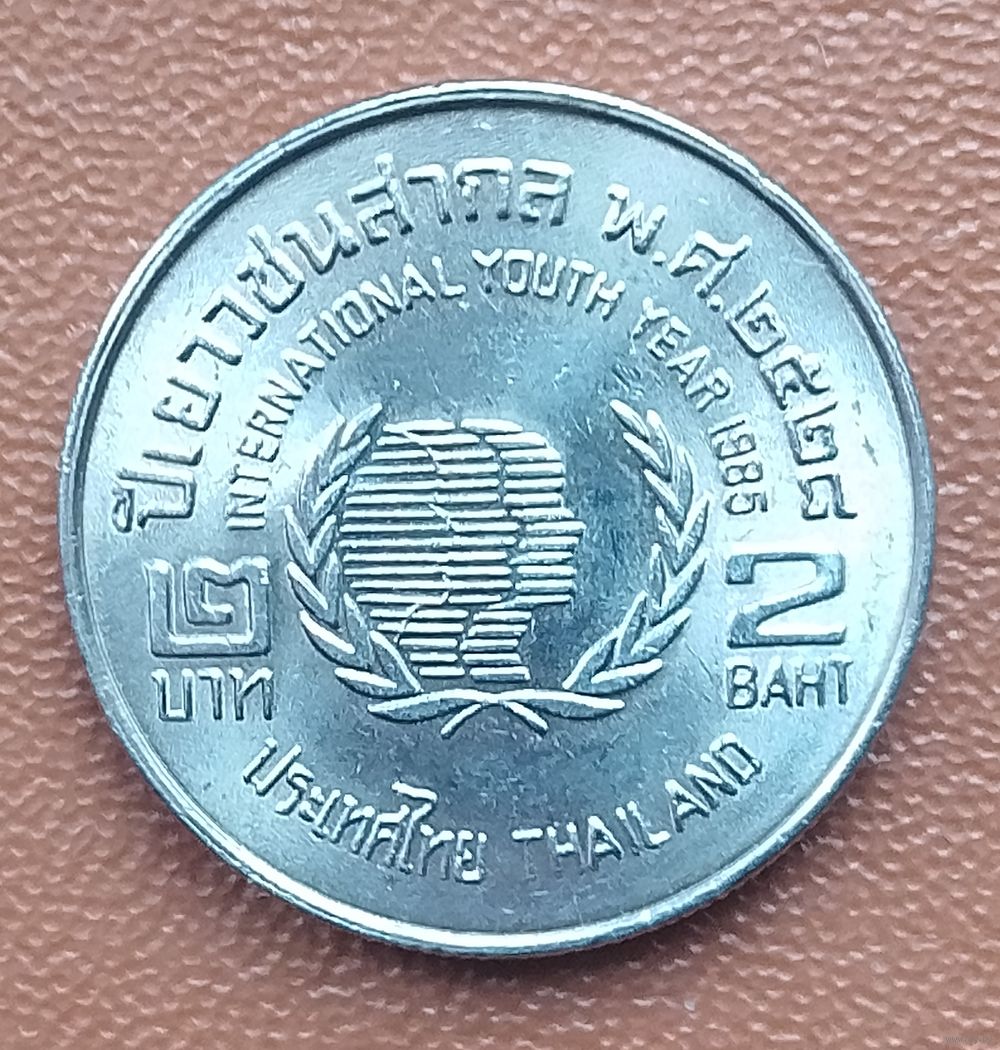 ปีเยาวชนสากล พ.ศ.๒๕๒๘
INTERNATIONAL YOUTH YEAR 1985
๒
บาท
2
BAHT
ประเทศไทย THAILAND